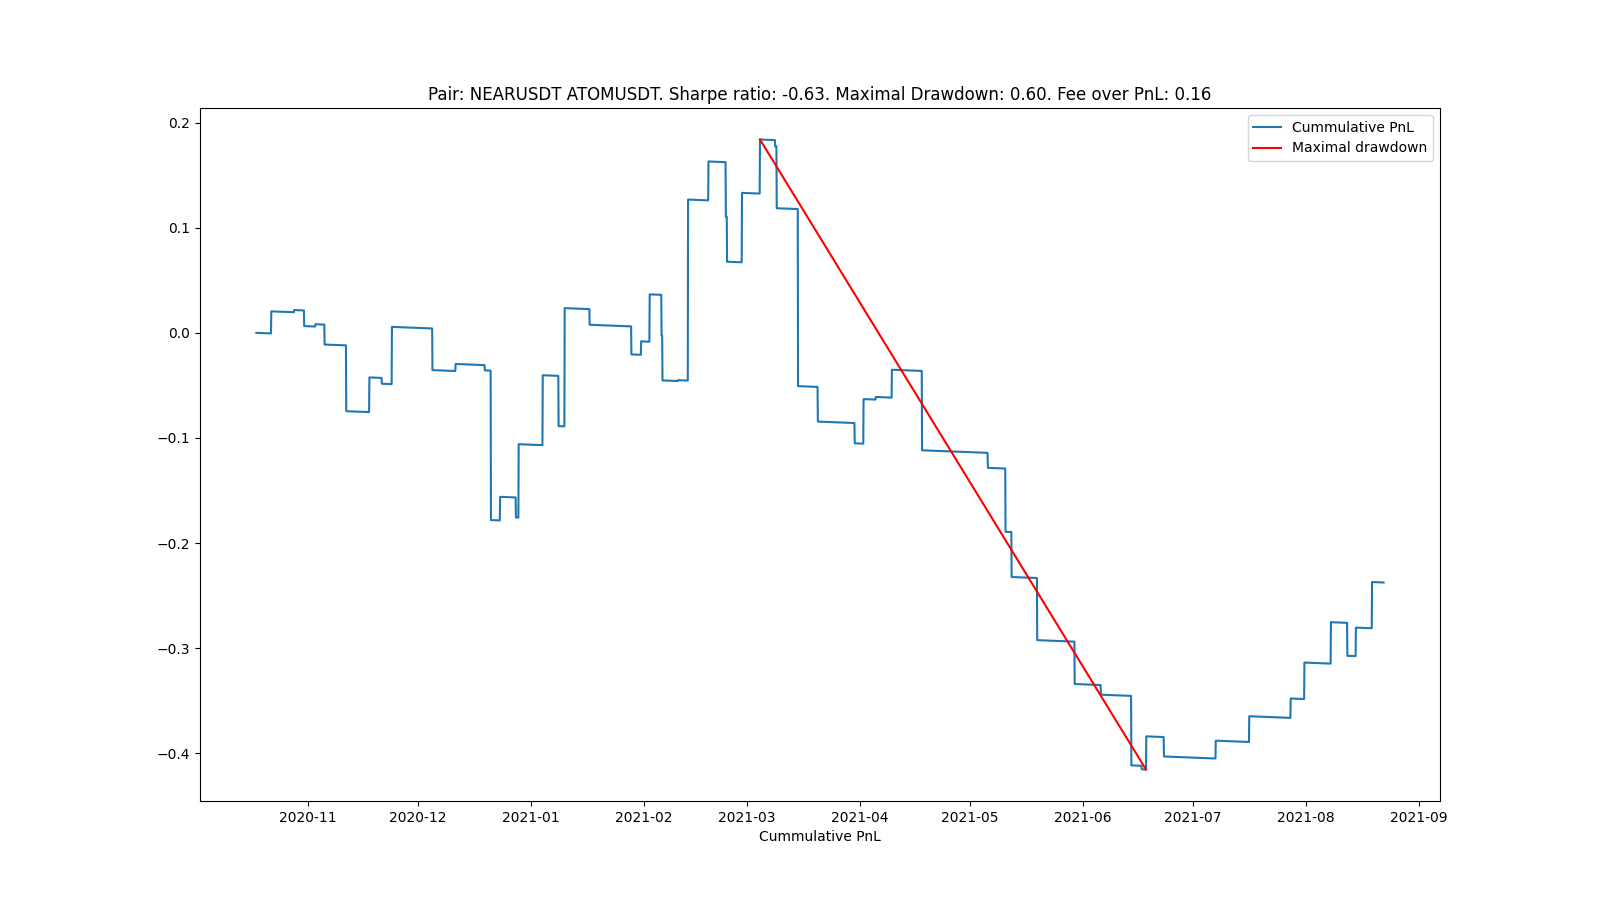 Pair: NEARUSDT ATOMUSDT. Sharpe ratio: -0.63. Maximal Drawdown: 0.60. Fee over PnL: 0.16
Cummulative PnL
Maximal drawdown
0.2
0.1
0.0
−0.1
−0.2
−0.3
−0.4
2020-11 2020-12 2021-01 2021-02 2021-03 2021-04 2021-05 2021-06 2021-07 2021-08 2021-09
Cummulative PnL